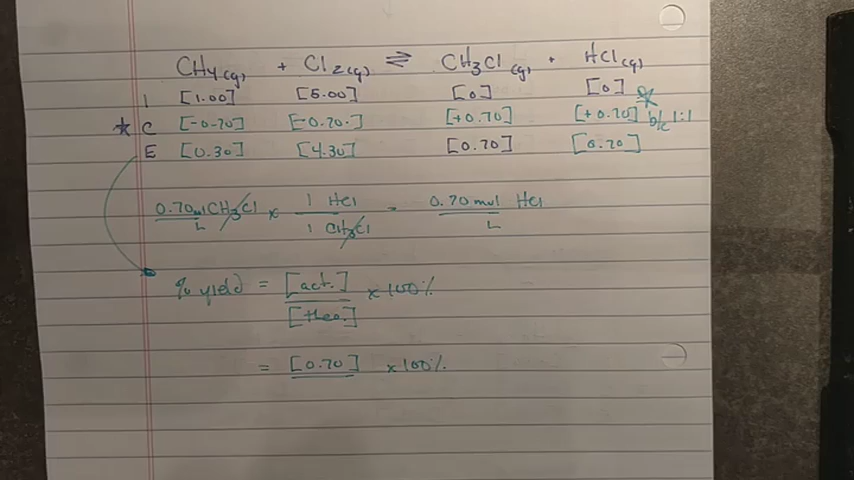 CH4(g) + Cl2(g) ⇌ CH3Cl(g) + HCl(g)
I [1.00] [5.00] [0] [0]
★ C [-0.70] [-0.70] [+0.70] [+0.70] b/c 1:1
E [0.30] [4.30] [0.70] [0.70]
0.70mol CH3Cl / L × 1 HCl / 1 CH3Cl = 0.70 mol / L HCl
% yield = [act.] / [theo.] × 100%
= [0.70] × 100%